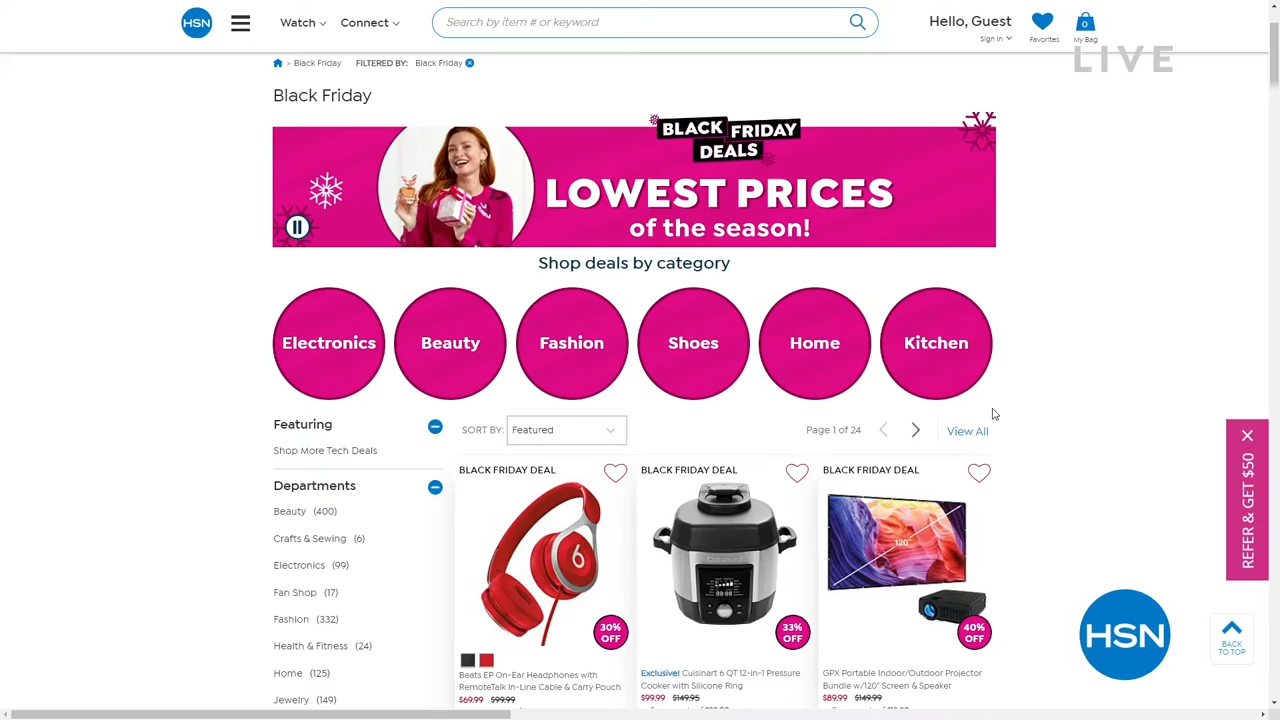 HSN
Watch
Connect
Search by item # or keyword
Hello, Guest
Sign In
Favorites
0
My Bag
LIVE
> Black Friday FILTERED BY: Black Friday
Black Friday
BLACK FRIDAY
DEALS
LOWEST PRICES
of the season!
Shop deals by category
Electronics
Beauty
Fashion
Shoes
Home
Kitchen
Featuring
Shop More Tech Deals
Departments
Beauty (400)
Crafts & Sewing (6)
Electronics (99)
Fan Shop (17)
Fashion (332)
Health & Fitness (24)
Home (125)
Jewelry (149)
SORT BY: Featured
Page 1 of 24
View All
BLACK FRIDAY DEAL
30%
OFF
Beats EP On-Ear Headphones with
RemoteTalk In-Line Cable & Carry Pouch
$69.99 $99.99
BLACK FRIDAY DEAL
33%
OFF
Exclusive! Cuisinart 6 QT 12-in-1 Pressure
Cooker with Silicone Ring
$99.99 $149.95
BLACK FRIDAY DEAL
120"
40%
OFF
GPX Portable Indoor/Outdoor Projector
Bundle w/120" Screen & Speaker
$89.99 $149.99
REFER & GET $50
HSN
BACK
TO TOP